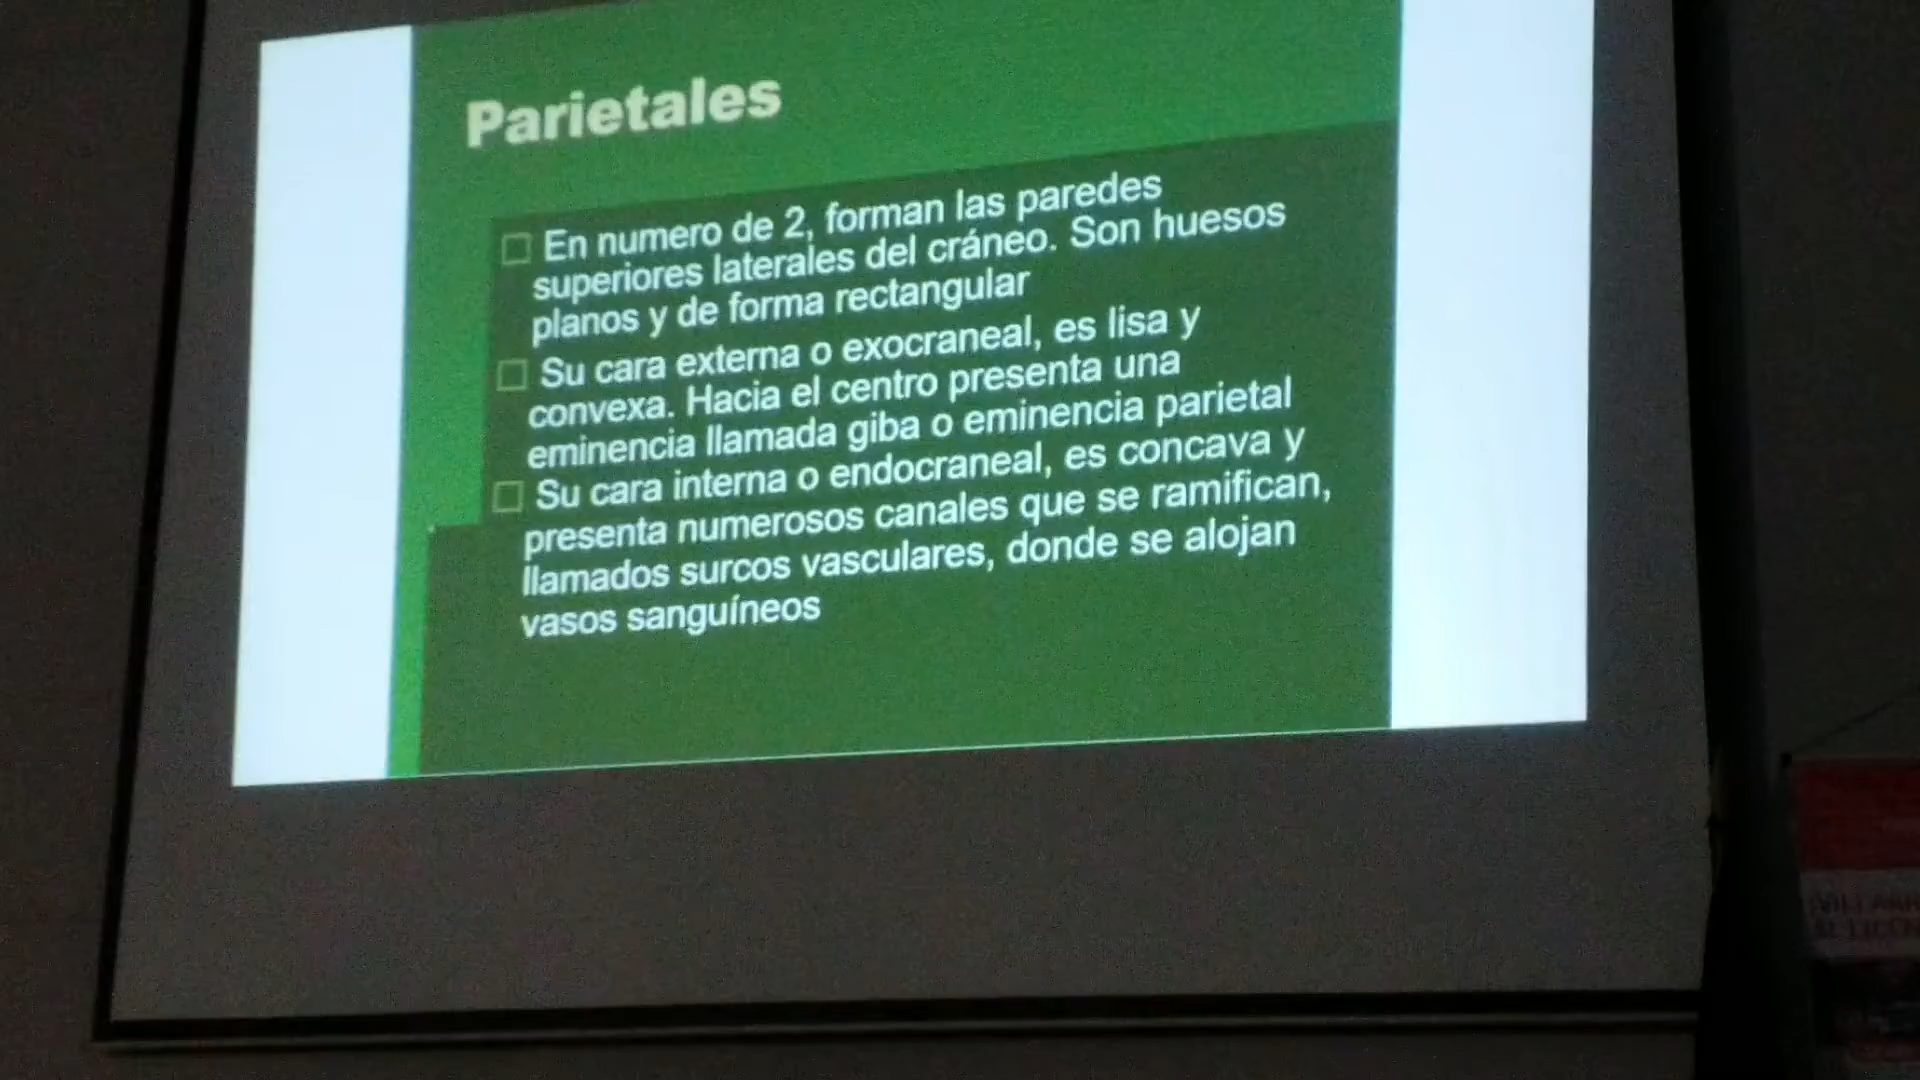 Parietales
En numero de 2, forman las paredes
superiores laterales del cráneo. Son huesos
planos y de forma rectangular
Su cara externa o exocraneal, es lisa y
convexa. Hacia el centro presenta una
eminencia llamada giba o eminencia parietal
Su cara interna o endocraneal, es concava y
presenta numerosos canales que se ramifican,
llamados surcos vasculares, donde se alojan
vasos sanguíneos